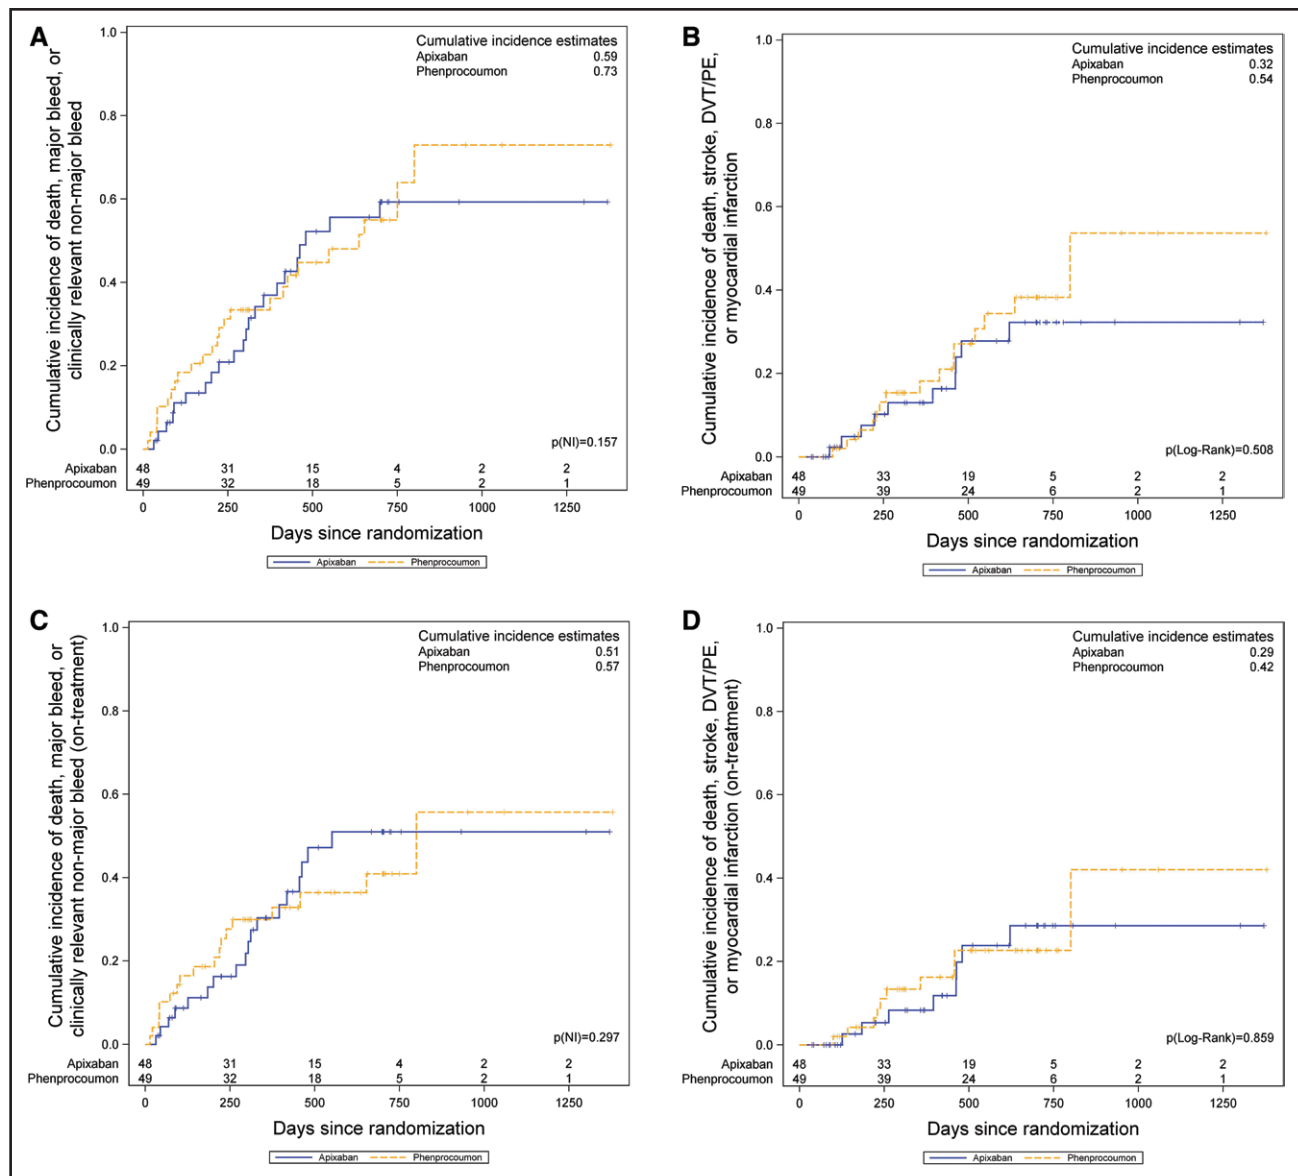 A
Cumulative incidence of death, major bleed, or
clinically relevant non-major bleed
Cumulative incidence estimates
Apixaban 0.59
Phenprocoumon 0.73
1.0
0.8
0.6
0.4
0.2
0.0
p(NI)=0.157
Apixaban 48 31 15 4 2 2
Phenprocoumon 49 32 18 5 2 1
0 250 500 750 1000 1250
Days since randomization
Apixaban Phenprocoumon
B
Cumulative incidence of death, stroke, DVT/PE,
or myocardial infarction
Cumulative incidence estimates
Apixaban 0.32
Phenprocoumon 0.54
1.0
0.8
0.6
0.4
0.2
0.0
p(Log-Rank)=0.508
Apixaban 48 33 19 5 2 2
Phenprocoumon 49 39 24 6 2 1
0 250 500 750 1000 1250
Days since randomization
Apixaban Phenprocoumon
C
Cumulative incidence of death, major bleed, or
clinically relevant non-major bleed (on-treatment)
Cumulative incidence estimates
Apixaban 0.51
Phenprocoumon 0.57
1.0
0.8
0.6
0.4
0.2
0.0
p(NI)=0.297
Apixaban 48 31 15 4 2 2
Phenprocoumon 49 32 18 5 2 1
0 250 500 750 1000 1250
Days since randomization
Apixaban Phenprocoumon
D
Cumulative incidence of death, stroke, DVT/PE,
or myocardial infarction (on-treatment)
Cumulative incidence estimates
Apixaban 0.29
Phenprocoumon 0.42
1.0
0.8
0.6
0.4
0.2
0.0
p(Log-Rank)=0.859
Apixaban 48 33 19 5 2 2
Phenprocoumon 49 39 24 6 2 1
0 250 500 750 1000 1250
Days since randomization
Apixaban Phenprocoumon